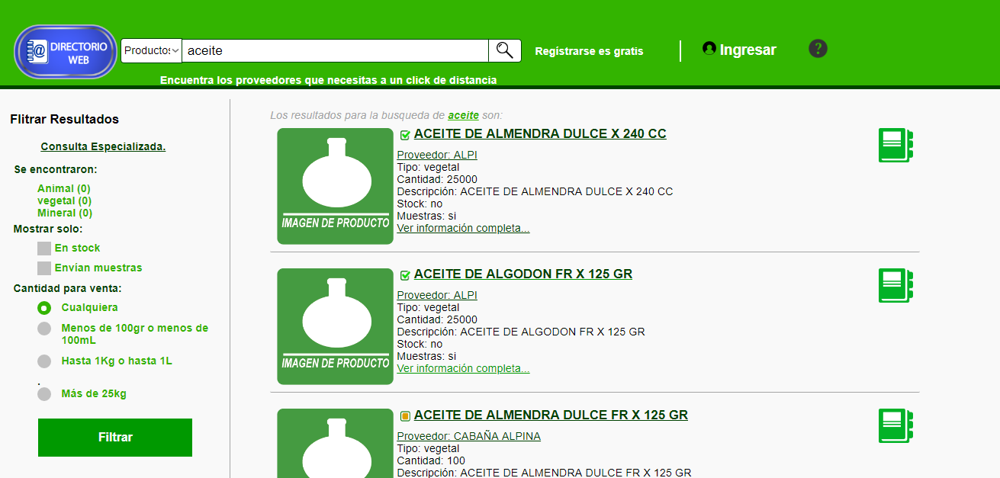 @ DIRECTORIO WEB
Productos
aceite
Registrarse es gratis
Ingresar
?
Encuentra los proveedores que necesitas a un click de distancia
Flitrar Resultados
Consulta Especializada.
Se encontraron:
Animal (0)
vegetal (0)
Mineral (0)
Mostrar solo:
En stock
Envían muestras
Cantidad para venta:
Cualquiera
Menos de 100gr o menos de
100mL
Hasta 1Kg o hasta 1L
.
Más de 25kg
Filtrar
Los resultados para la busqueda de aceite son:
IMAGEN DE PRODUCTO
ACEITE DE ALMENDRA DULCE X 240 CC
Proveedor: ALPI
Tipo: vegetal
Cantidad: 25000
Descripción: ACEITE DE ALMENDRA DULCE X 240 CC
Stock: no
Muestras: si
Ver información completa...
IMAGEN DE PRODUCTO
ACEITE DE ALGODON FR X 125 GR
Proveedor: ALPI
Tipo: vegetal
Cantidad: 25000
Descripción: ACEITE DE ALGODON FR X 125 GR
Stock: no
Muestras: si
Ver información completa...
ACEITE DE ALMENDRA DULCE FR X 125 GR
Proveedor: CABAÑA ALPINA
Tipo: vegetal
Cantidad: 100
Descripción: ACEITE DE ALMENDRA DULCE FR X 125 GR